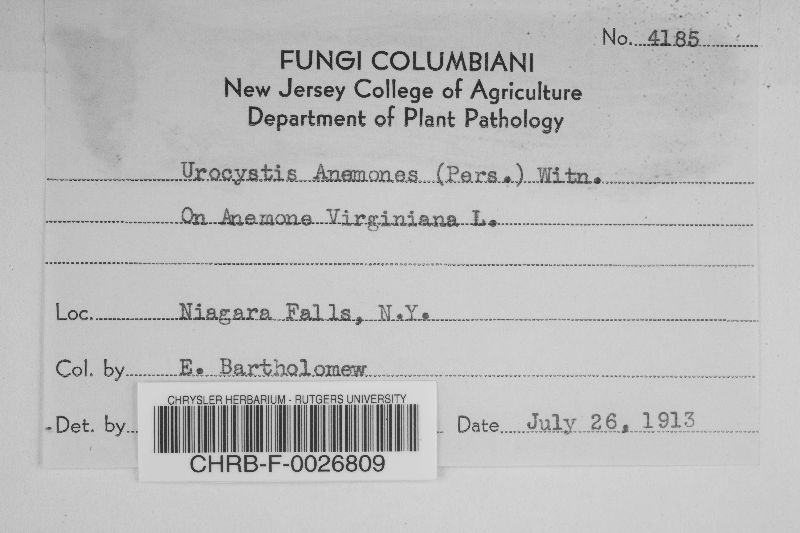 No. 4185
FUNGI COLUMBIANI
New Jersey College of Agriculture
Department of Plant Pathology
Urocystis Anemones (Pers.) Witn.
On Anemone Virginiana L.
Loc. Niagara Falls, N.Y.
Col. by E. Bartholomew
Det. by
Date July 26, 1913
CHRYSLER HERBARIUM - RUTGERS UNIVERSITY
CHRB-F-0026809